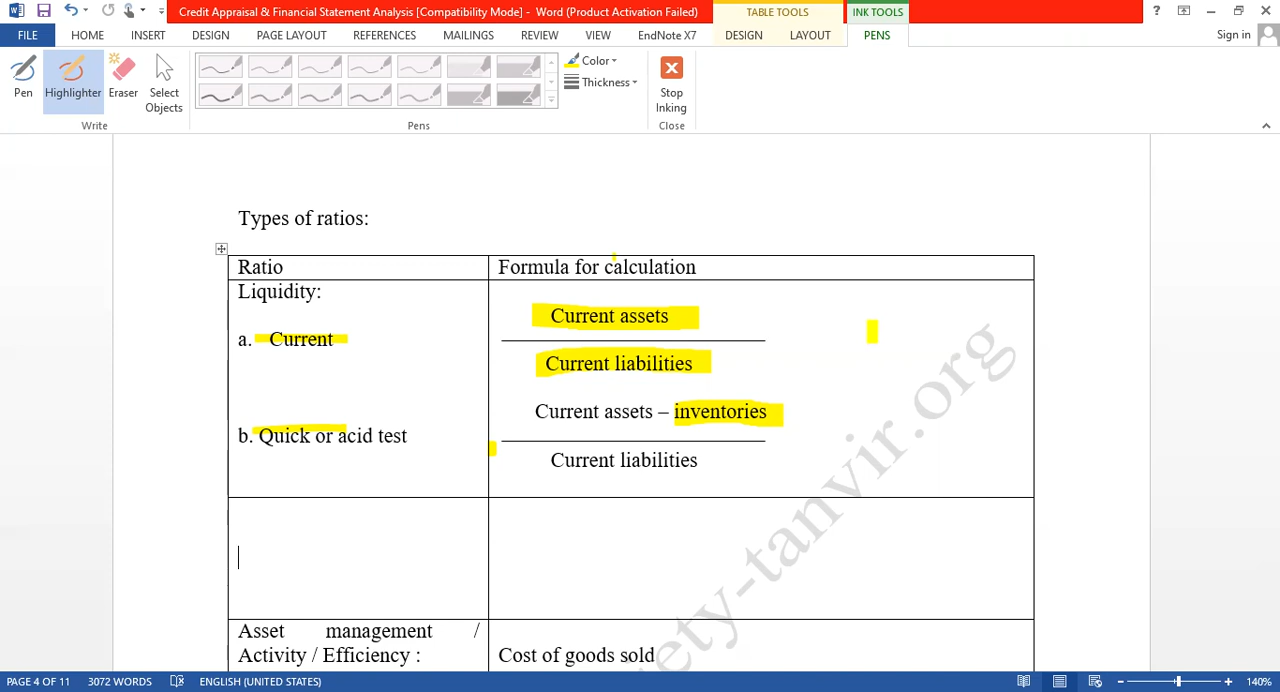 Credit Appraisal & Financial Statement Analysis [Compatibility Mode] - Word (Product Activation Failed)
TABLE TOOLS
INK TOOLS
?
FILE HOME INSERT DESIGN PAGE LAYOUT REFERENCES MAILINGS REVIEW VIEW EndNote X7 DESIGN LAYOUT PENS Sign in
Pen
Highlighter
Eraser
Select Objects
Color
Thickness
Stop Inking
Write
Pens
Close
Types of ratios:
Ratio
Formula for calculation
Liquidity:
a. Current
Current assets
Current liabilities
b. Quick or acid test
Current assets – inventories
Current liabilities
Asset management /
Activity / Efficiency :
Cost of goods sold
ety-tanvir.org
PAGE 4 OF 11 3072 WORDS ENGLISH (UNITED STATES) 140%